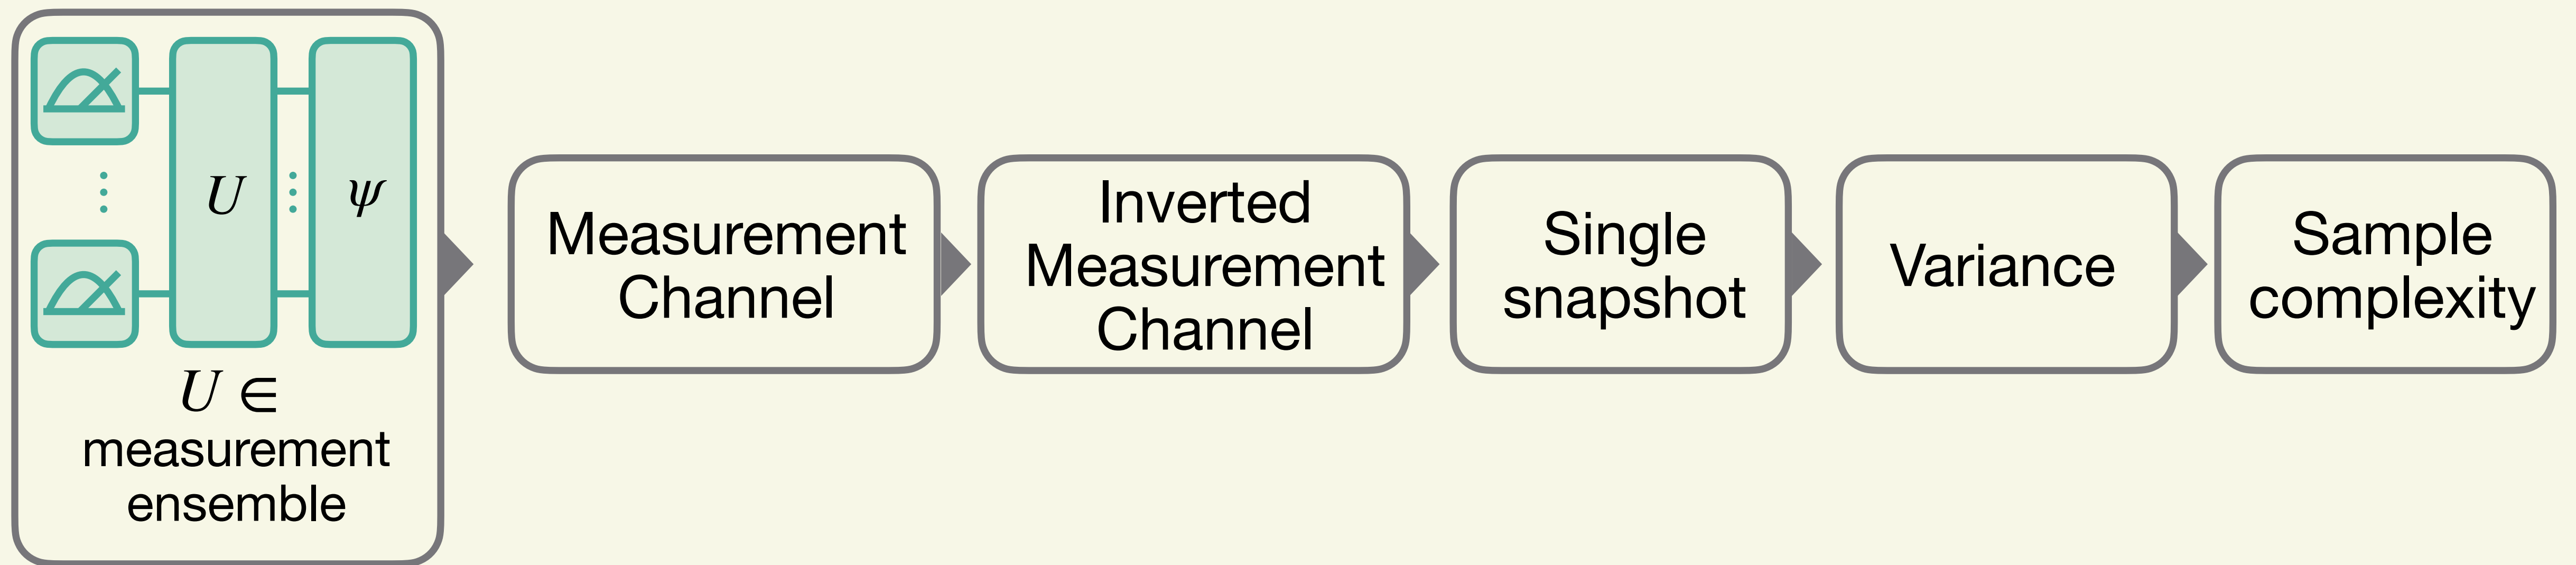 U
ψ
U ∈
measurement
ensemble
Measurement
Channel
Inverted
Measurement
Channel
Single
snapshot
Variance
Sample
complexity